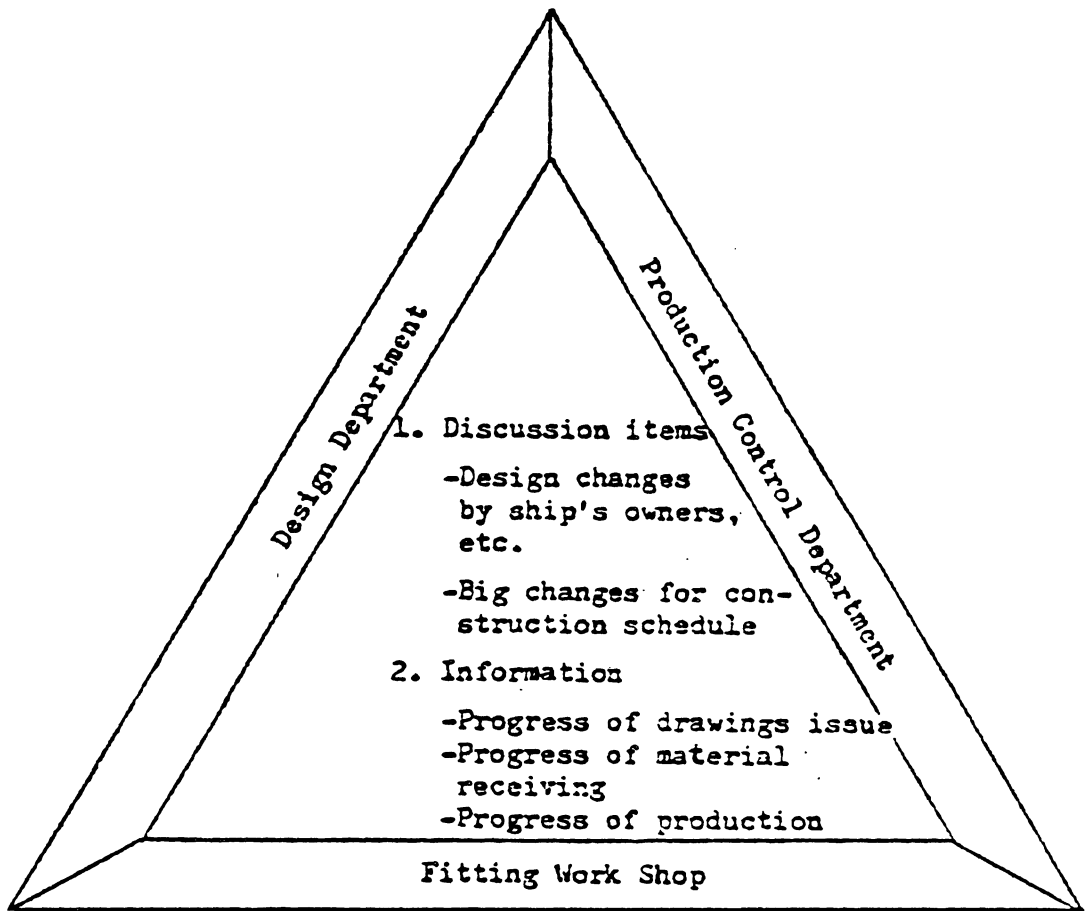 Design Department
Production Control Department
1. Discussion items
-Design changes
by ship's owners,
etc.
-Big changes for con-
struction schedule
2. Information
-Progress of drawings issue
-Progress of material
receiving
-Progress of production
Fitting Work Shop